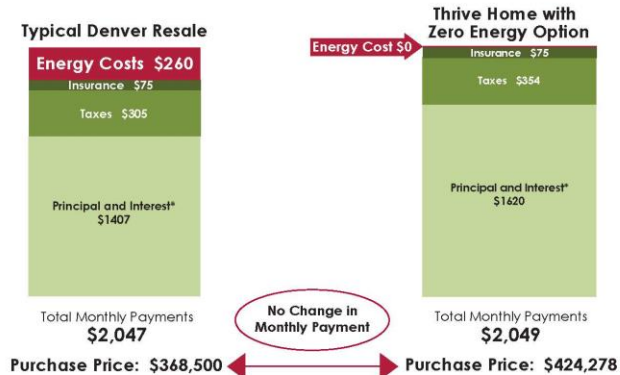 Typical Denver Resale
Energy Costs $260
Insurance $75
Taxes $305
Principal and Interest*
$1407
Total Monthly Payments
$2,047
Purchase Price: $368,500
No Change in
Monthly Payment
Thrive Home with
Zero Energy Option
Energy Cost $0
Insurance $75
Taxes $354
Principal and Interest*
$1620
Total Monthly Payments
$2,049
Purchase Price: $424,278